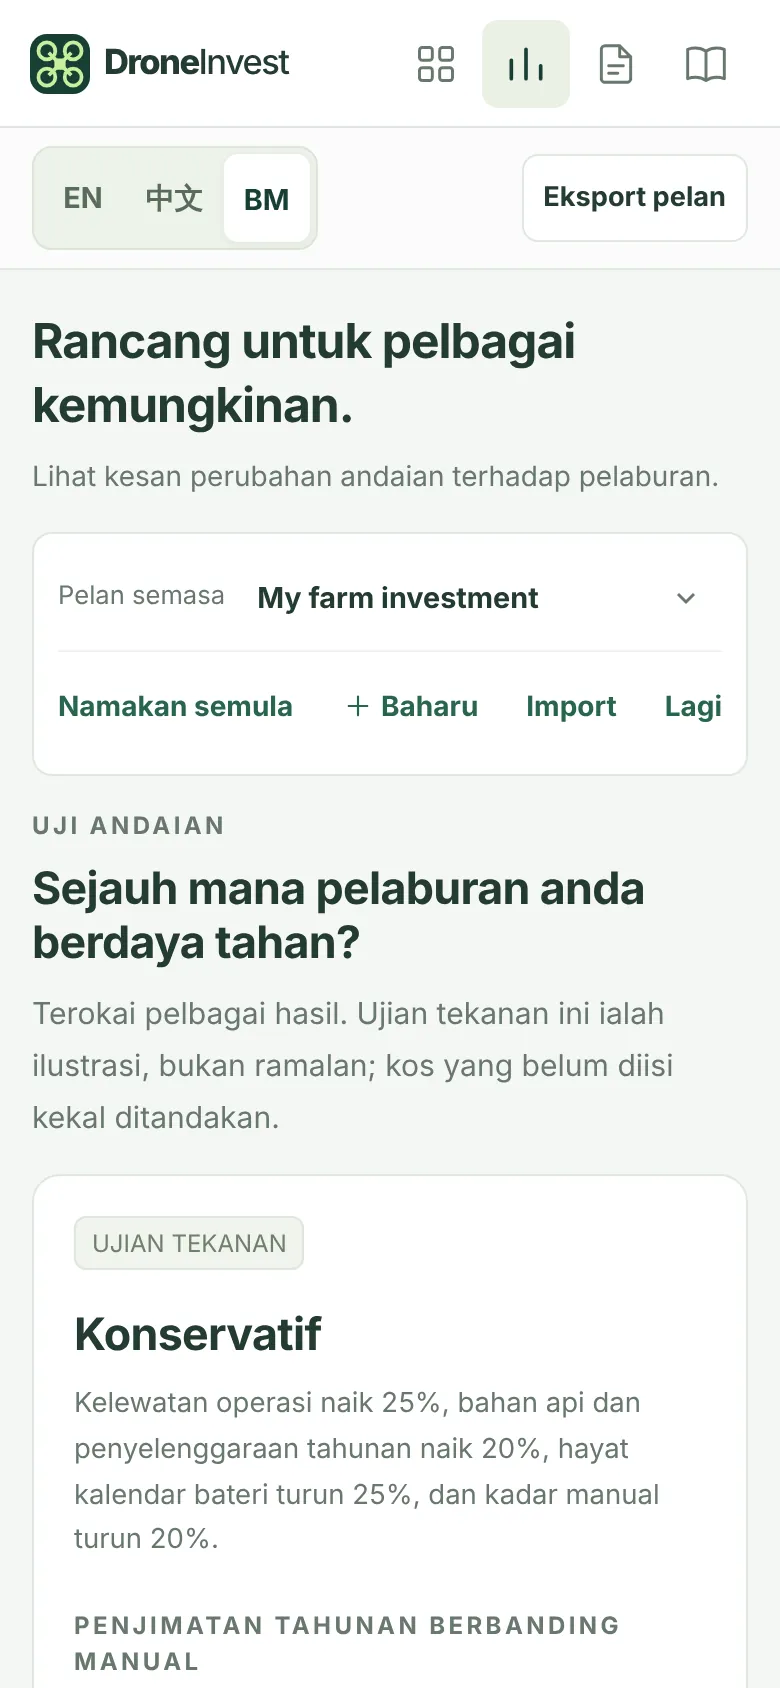 DroneInvest
EN 中文 BM
Eksport pelan
Rancang untuk pelbagai
kemungkinan.
Lihat kesan perubahan andaian terhadap pelaburan.
Pelan semasa My farm investment
Namakan semula + Baharu Import Lagi
UJI ANDAIAN
Sejauh mana pelaburan anda
berdaya tahan?
Terokai pelbagai hasil. Ujian tekanan ini ialah
ilustrasi, bukan ramalan; kos yang belum diisi
kekal ditandakan.
UJIAN TEKANAN
Konservatif
Kelewatan operasi naik 25%, bahan api dan
penyelenggaraan tahunan naik 20%, hayat
kalendar bateri turun 25%, dan kadar manual
turun 20%.
PENJIMATAN TAHUNAN BERBANDING
MANUAL